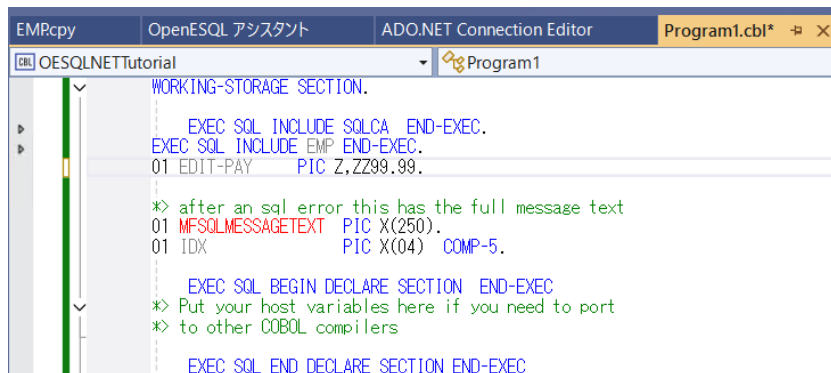 EMP.cpy OpenESQL アシスタント ADO.NET Connection Editor Program1.cbl*
CBL OESQLNETTutorial Program1
WORKING-STORAGE SECTION.
EXEC SQL INCLUDE SQLCA END-EXEC.
EXEC SQL INCLUDE EMP END-EXEC.
01 EDIT-PAY PIC Z,ZZ99.99.
*> after an sql error this has the full message text
01 MFSQLMESSAGETEXT PIC X(250).
01 IDX PIC X(04) COMP-5.
EXEC SQL BEGIN DECLARE SECTION END-EXEC
*> Put your host variables here if you need to port
*> to other COBOL compilers
EXEC SQL END DECLARE SECTION END-EXEC